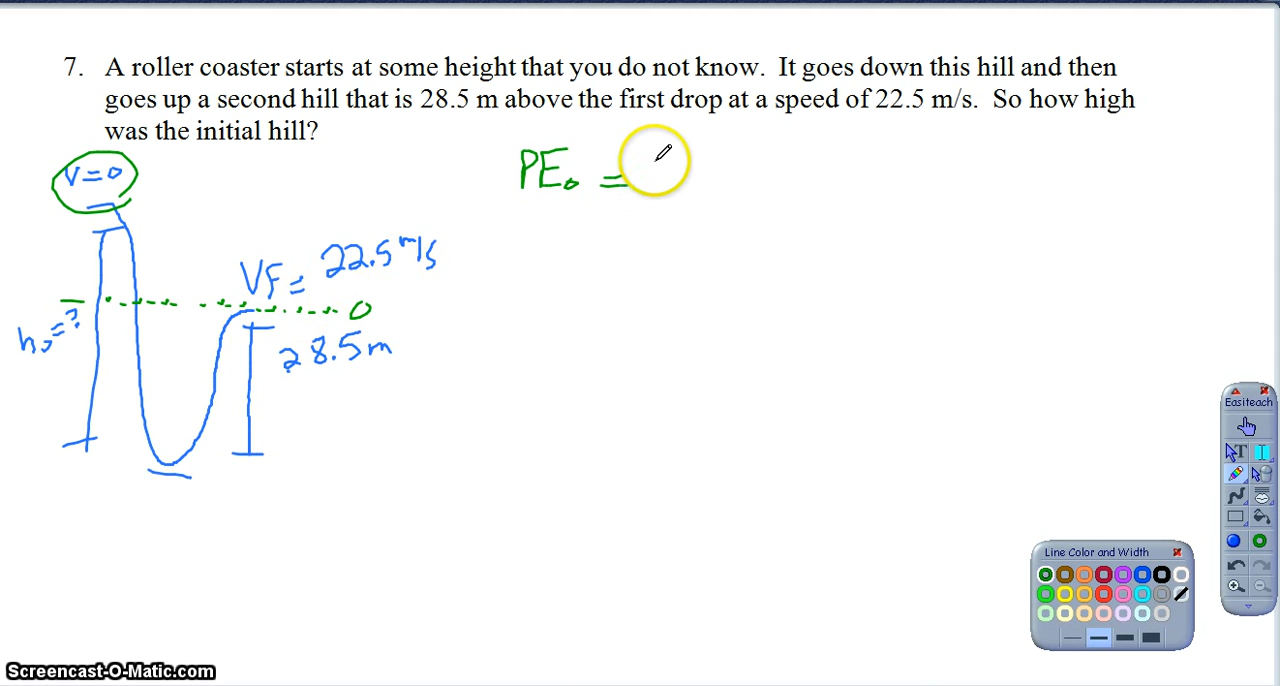 7. A roller coaster starts at some height that you do not know. It goes down this hill and then
goes up a second hill that is 28.5 m above the first drop at a speed of 22.5 m/s. So how high
was the initial hill?
V=0
PE₀ =
VF = 22.5 m/s
0
h₀=?
28.5m
Easiteach
T
Line Color and Width
Screencast-O-Matic.com